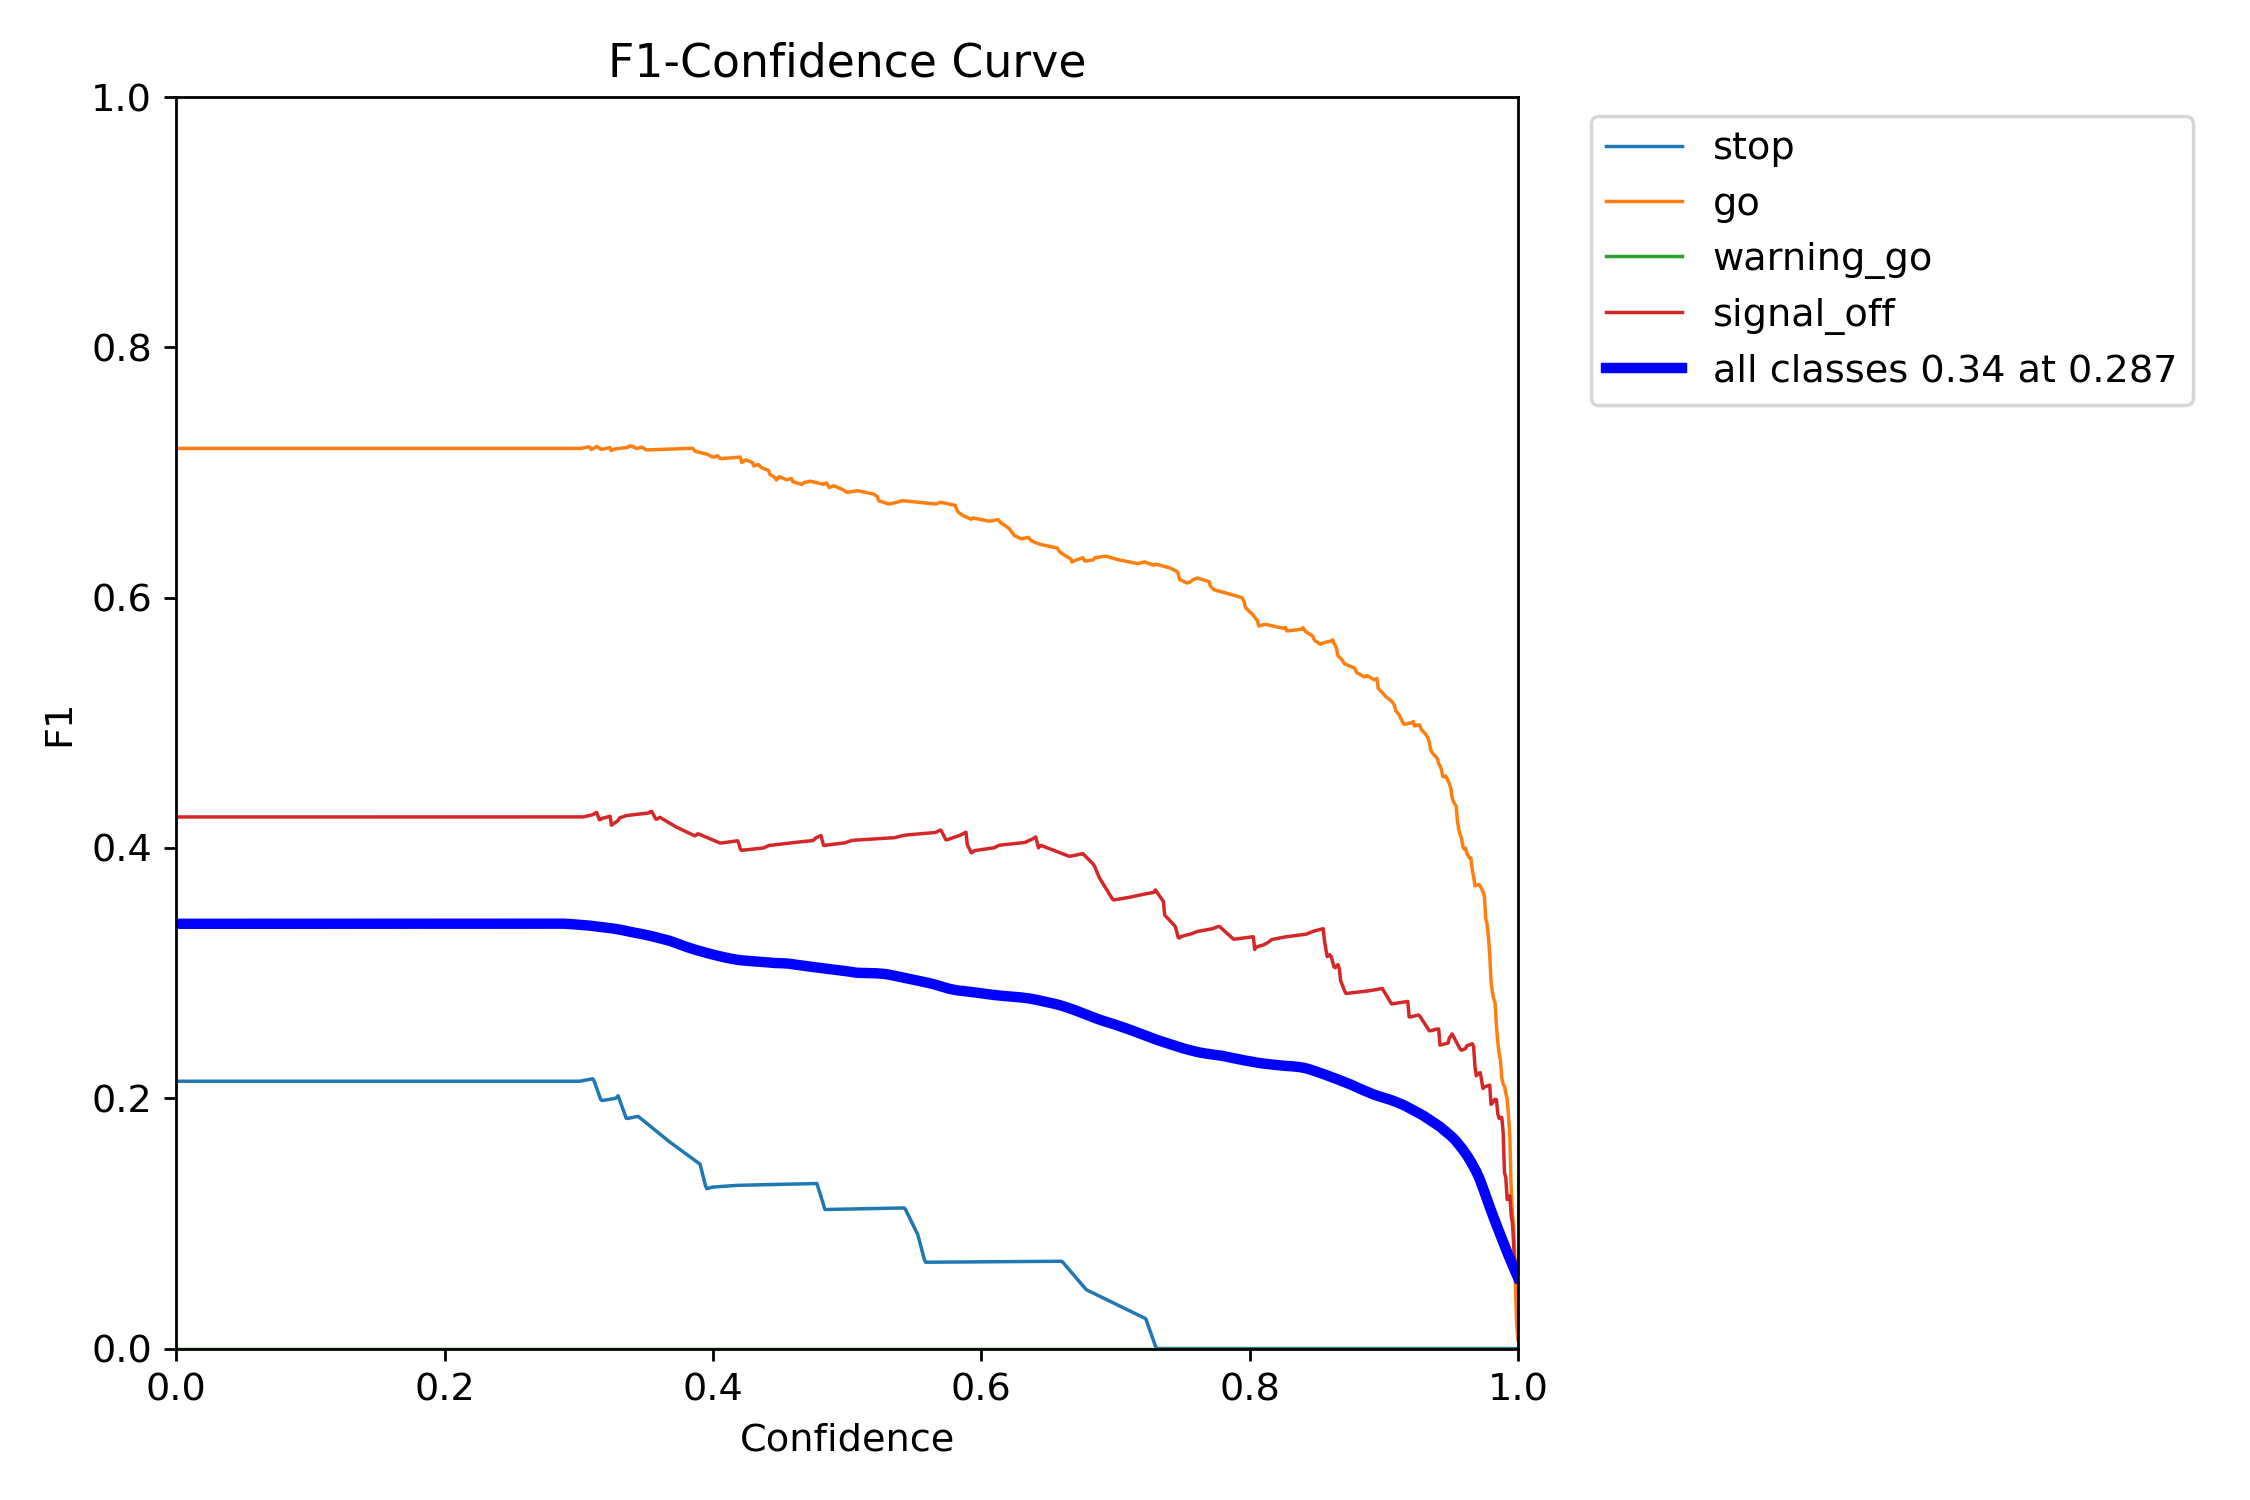 F1-Confidence Curve
1.0
0.8
0.6
0.4
0.2
0.0
F1
0.0 0.2 0.4 0.6 0.8 1.0
Confidence
stop
go
warning_go
signal_off
all classes 0.34 at 0.287